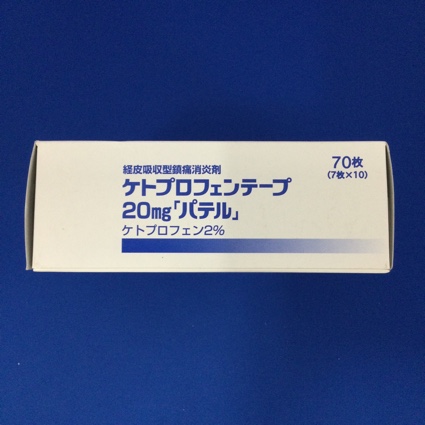 経皮吸収型鎮痛消炎剤
ケトプロフェンテープ
20mg「パテル」
ケトプロフェン2%
70枚
(7枚×10)